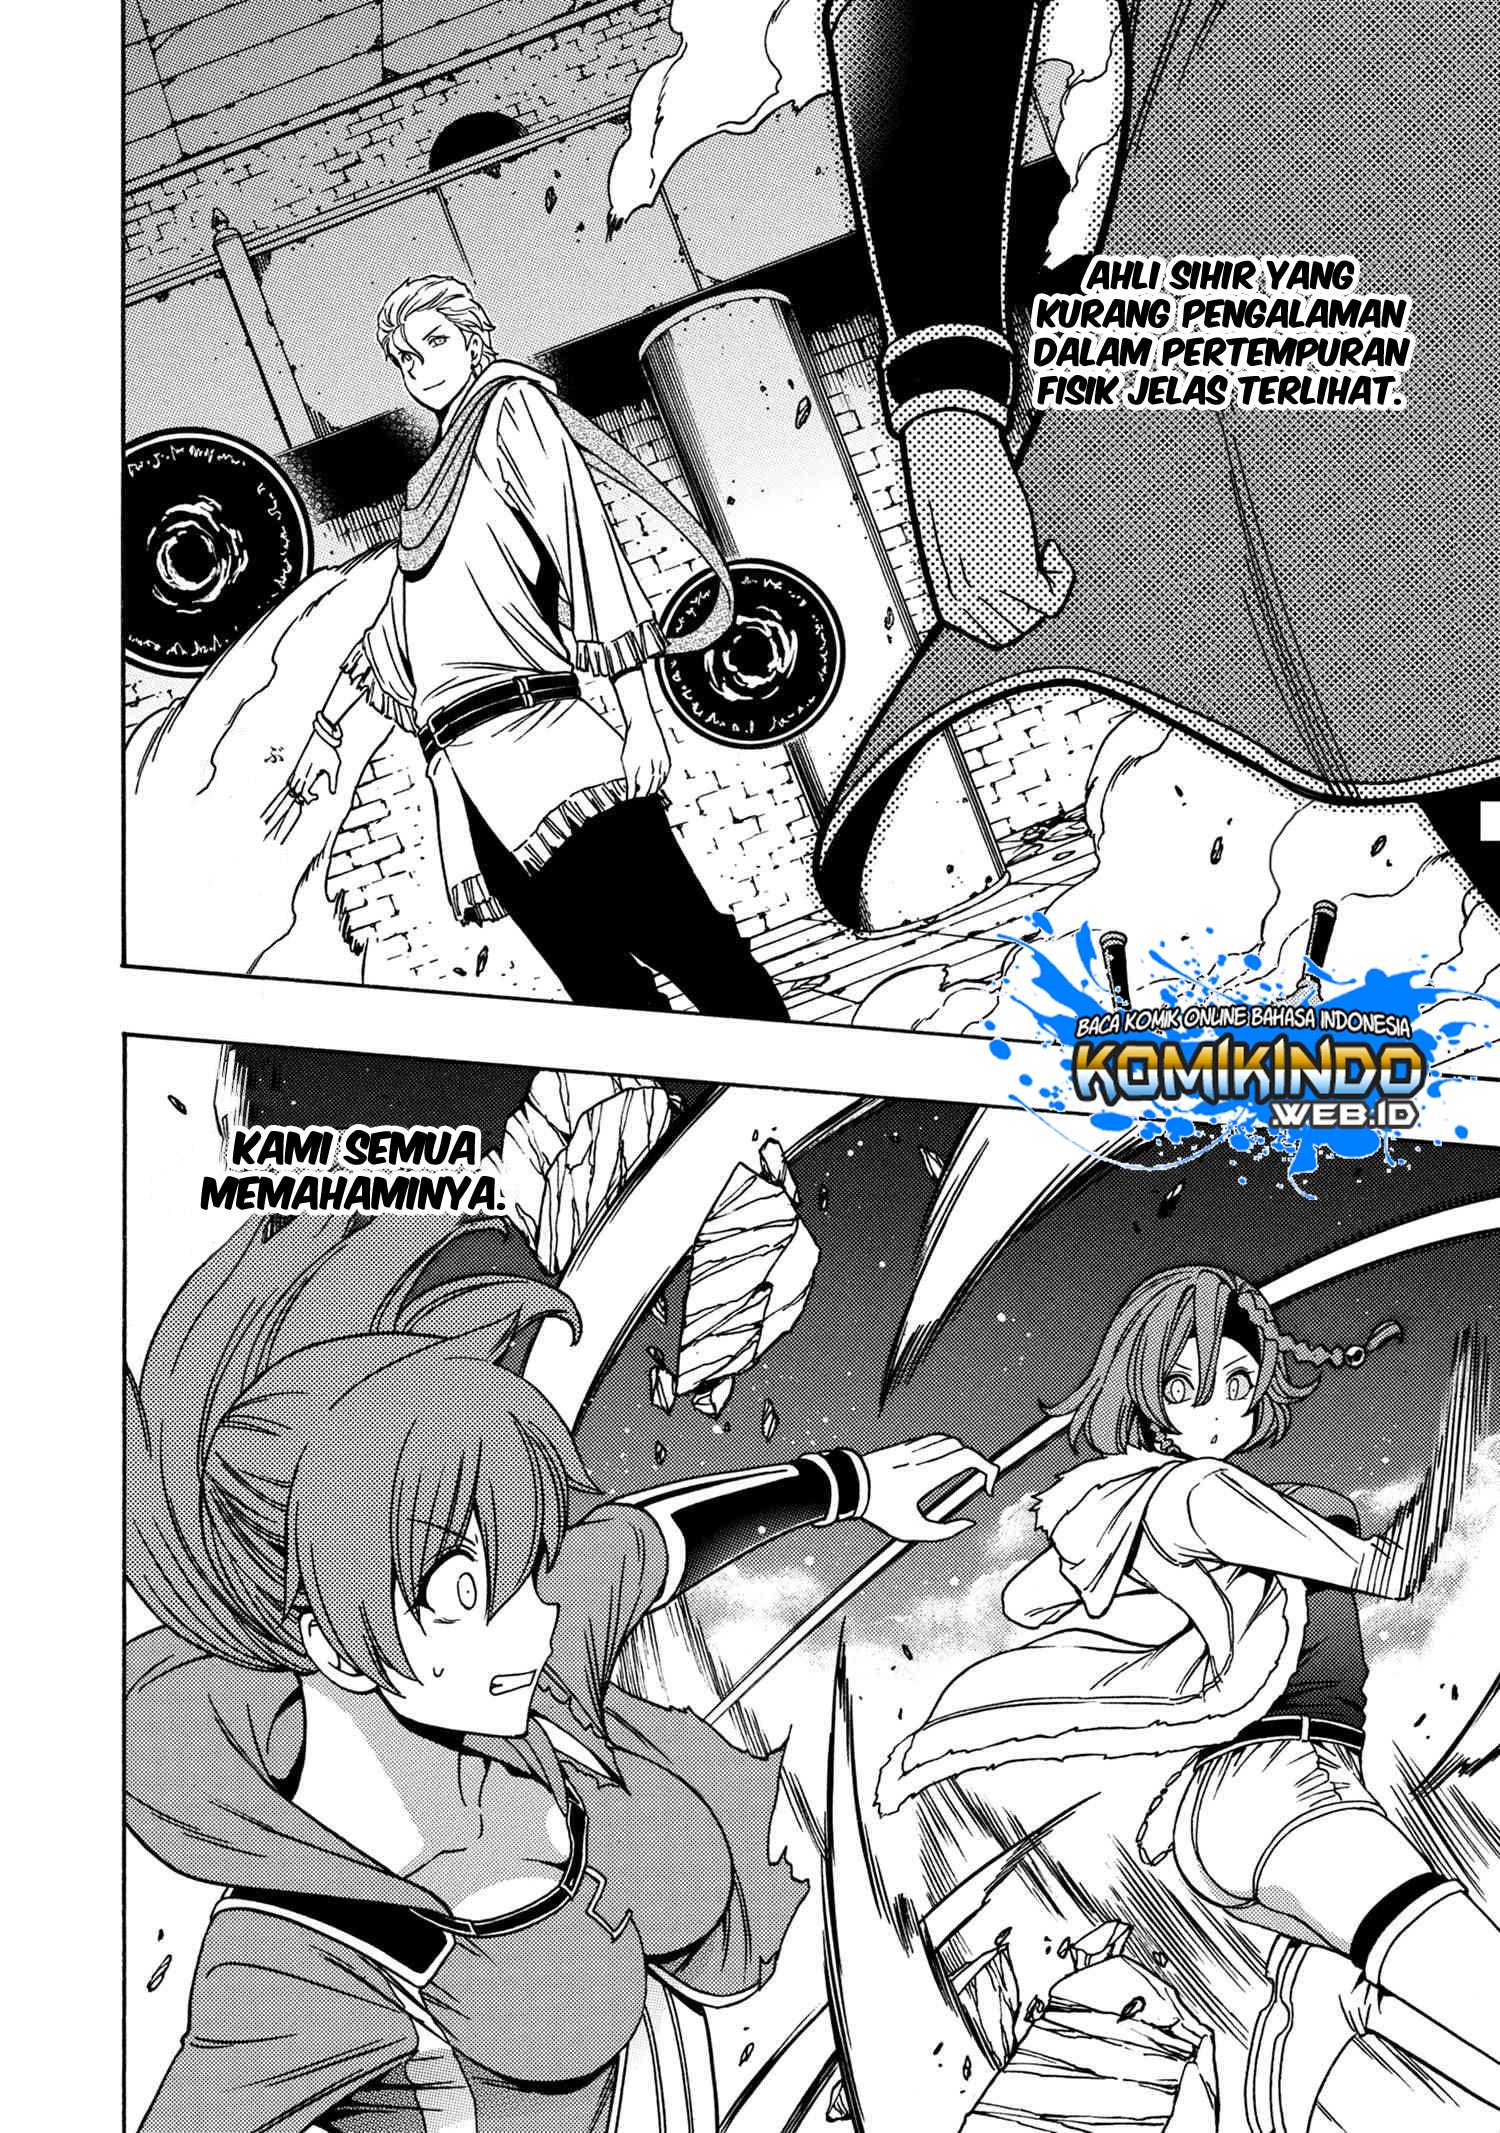 AHLI SIHIR YANG
KURANG PENGALAMAN
DALAM PERTEMPURAN
FISIK JELAS TERLIHAT.
BACA KOMIK ONLINE BAHASA INDONESIA
KOMIKINDO
.WEB.ID
KAMI SEMUA
MEMAHAMINYA.